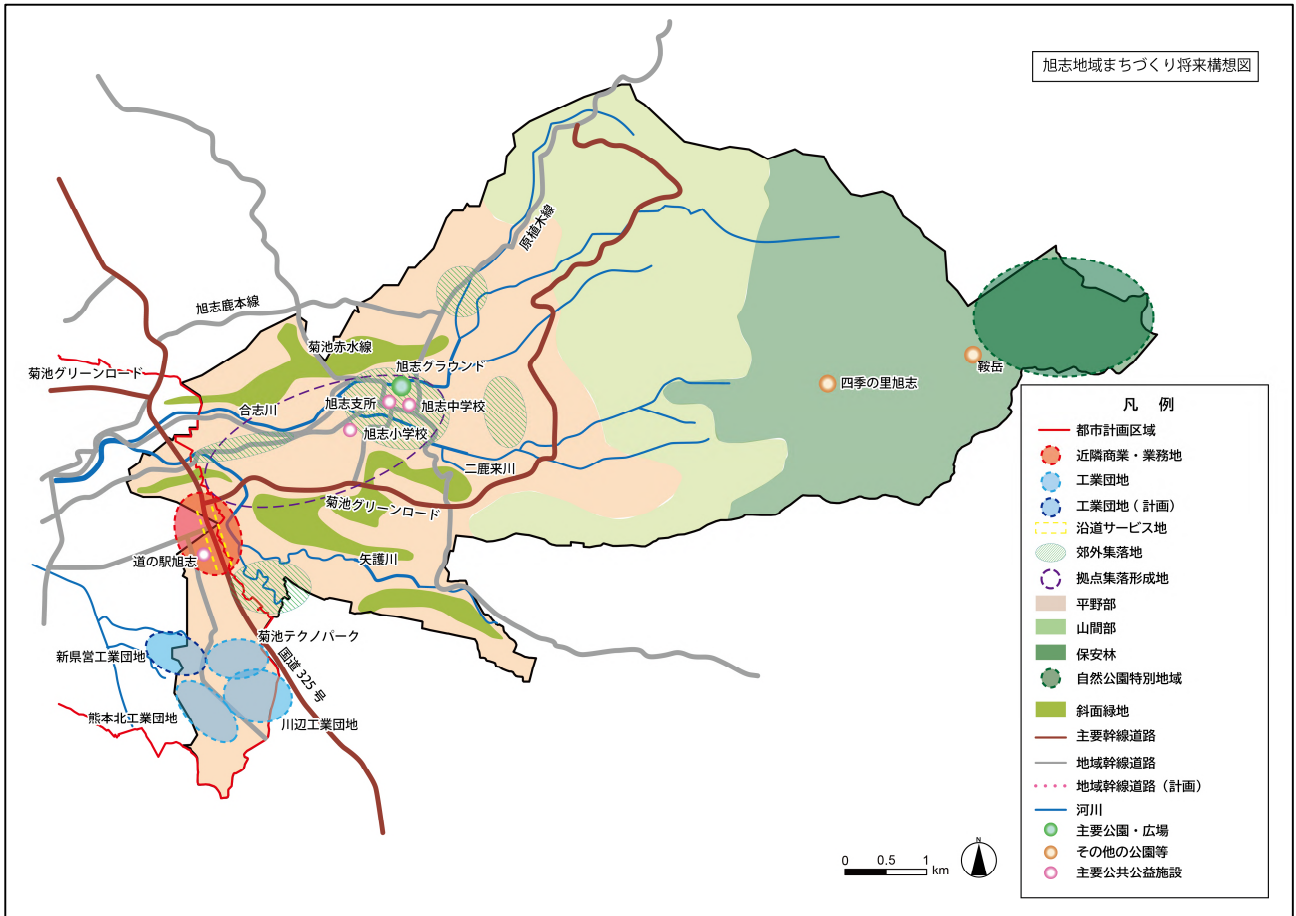 旭志地域まちづくり将来構想図
原植木線
旭志鹿本線
菊池赤水線
旭志グラウンド
菊池グリーンロード
旭志支所
旭志中学校
合志川
旭志小学校
二鹿来川
四季の里旭志
鞍岳
菊池グリーンロード
道の駅旭志
矢護川
菊池テクノパーク
新県営工業団地
国道325号
熊本北工業団地
川辺工業団地
凡 例
都市計画区域
近隣商業・業務地
工業団地
工業団地(計画)
沿道サービス地
郊外集落地
拠点集落形成地
平野部
山間部
保安林
自然公園特別地域
斜面緑地
主要幹線道路
地域幹線道路
地域幹線道路(計画)
河川
主要公園・広場
その他の公園等
主要公共公益施設
0 0.5 1 km
N